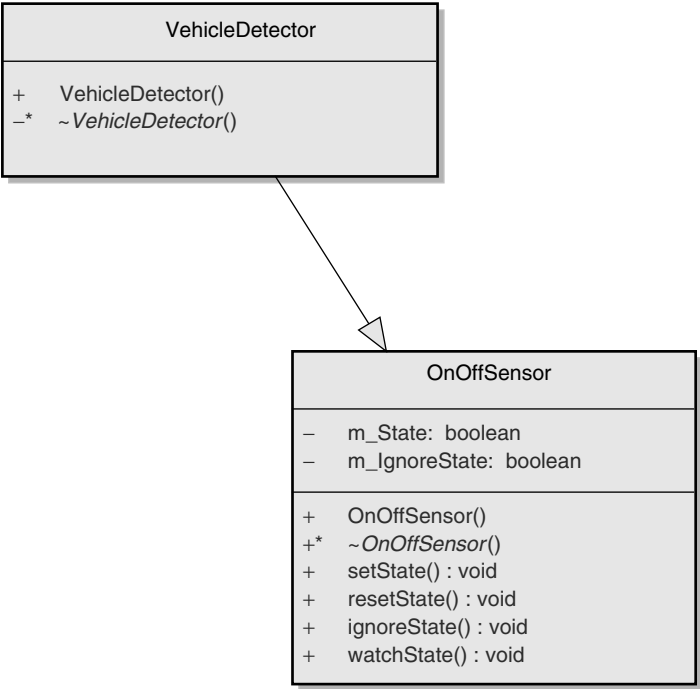 VehicleDetector
+ VehicleDetector()
–* ~VehicleDetector()
OnOffSensor
– m_State: boolean
– m_IgnoreState: boolean
+ OnOffSensor()
+* ~OnOffSensor()
+ setState() : void
+ resetState() : void
+ ignoreState() : void
+ watchState() : void